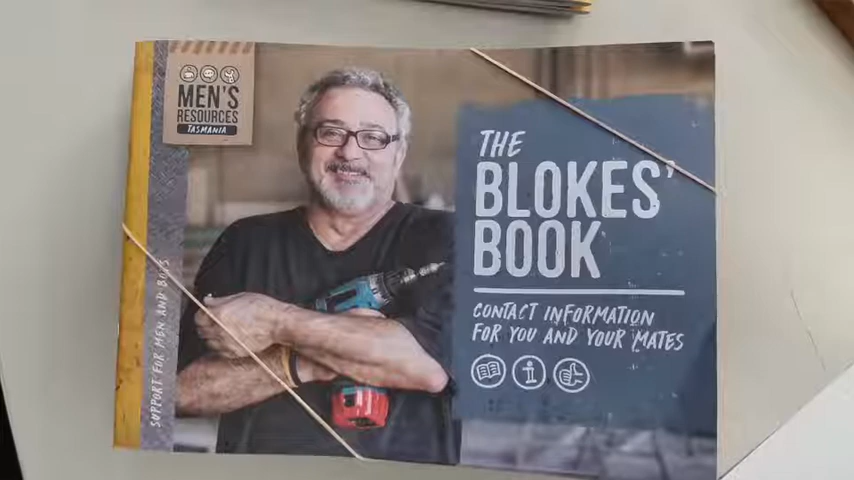 MEN'S
RESOURCES
TASMANIA
THE
BLOKES'
BOOK
CONTACT INFORMATION
FOR YOU AND YOUR MATES
SUPPORT FOR MEN AND BOYS